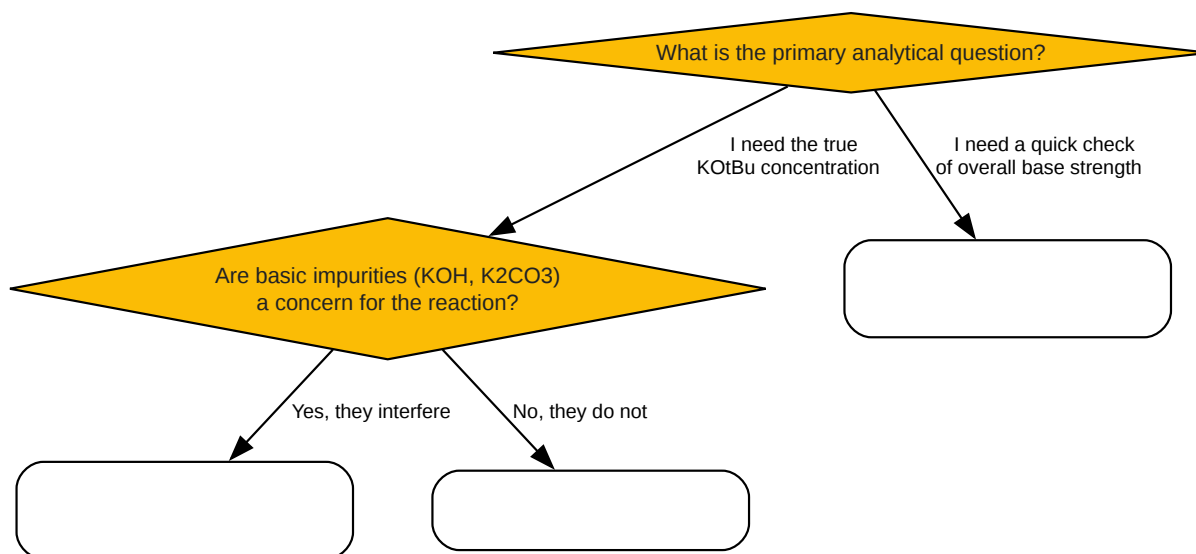 What is the primary analytical question?
I need the true
KOtBu concentration
I need a quick check
of overall base strength
Are basic impurities (KOH, K2CO3)
a concern for the reaction?
Yes, they interfere
No, they do not